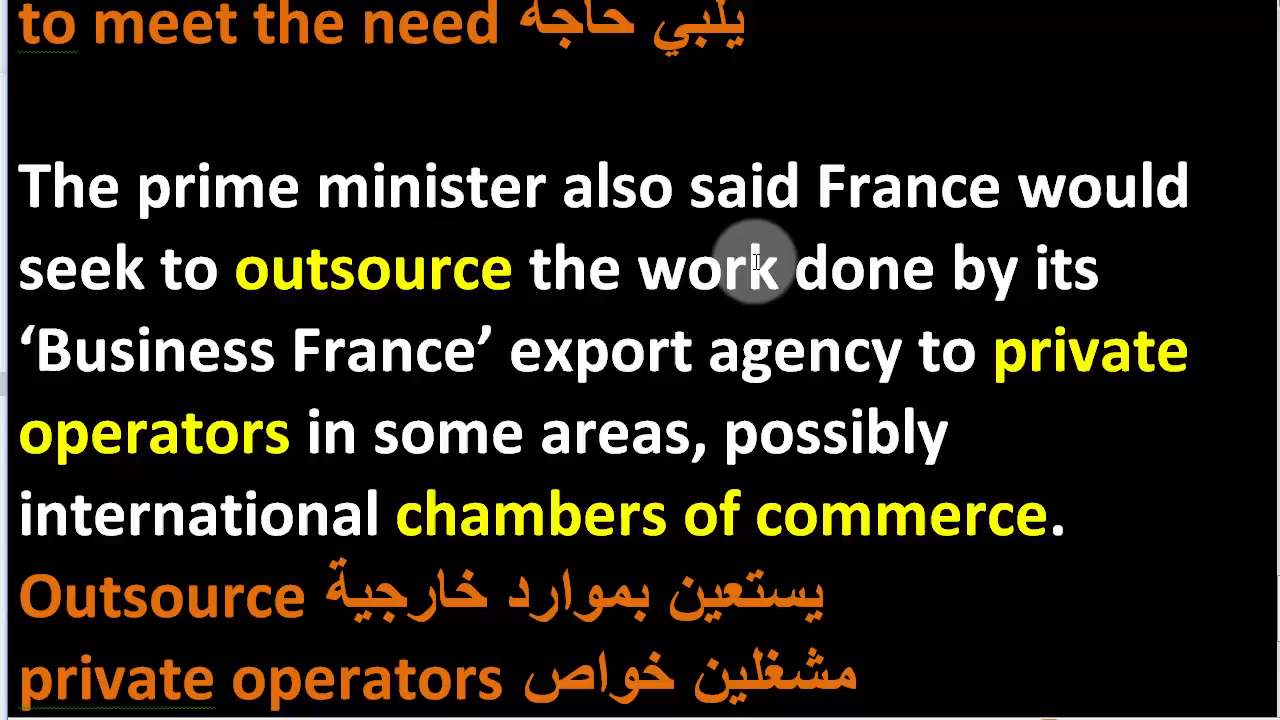 to meet the need يلبي حاجة
The prime minister also said France would
seek to outsource the work done by its
‘Business France’ export agency to private
operators in some areas, possibly
international chambers of commerce.
Outsource يستعين بموارد خارجية
private operators مشغلين خواص